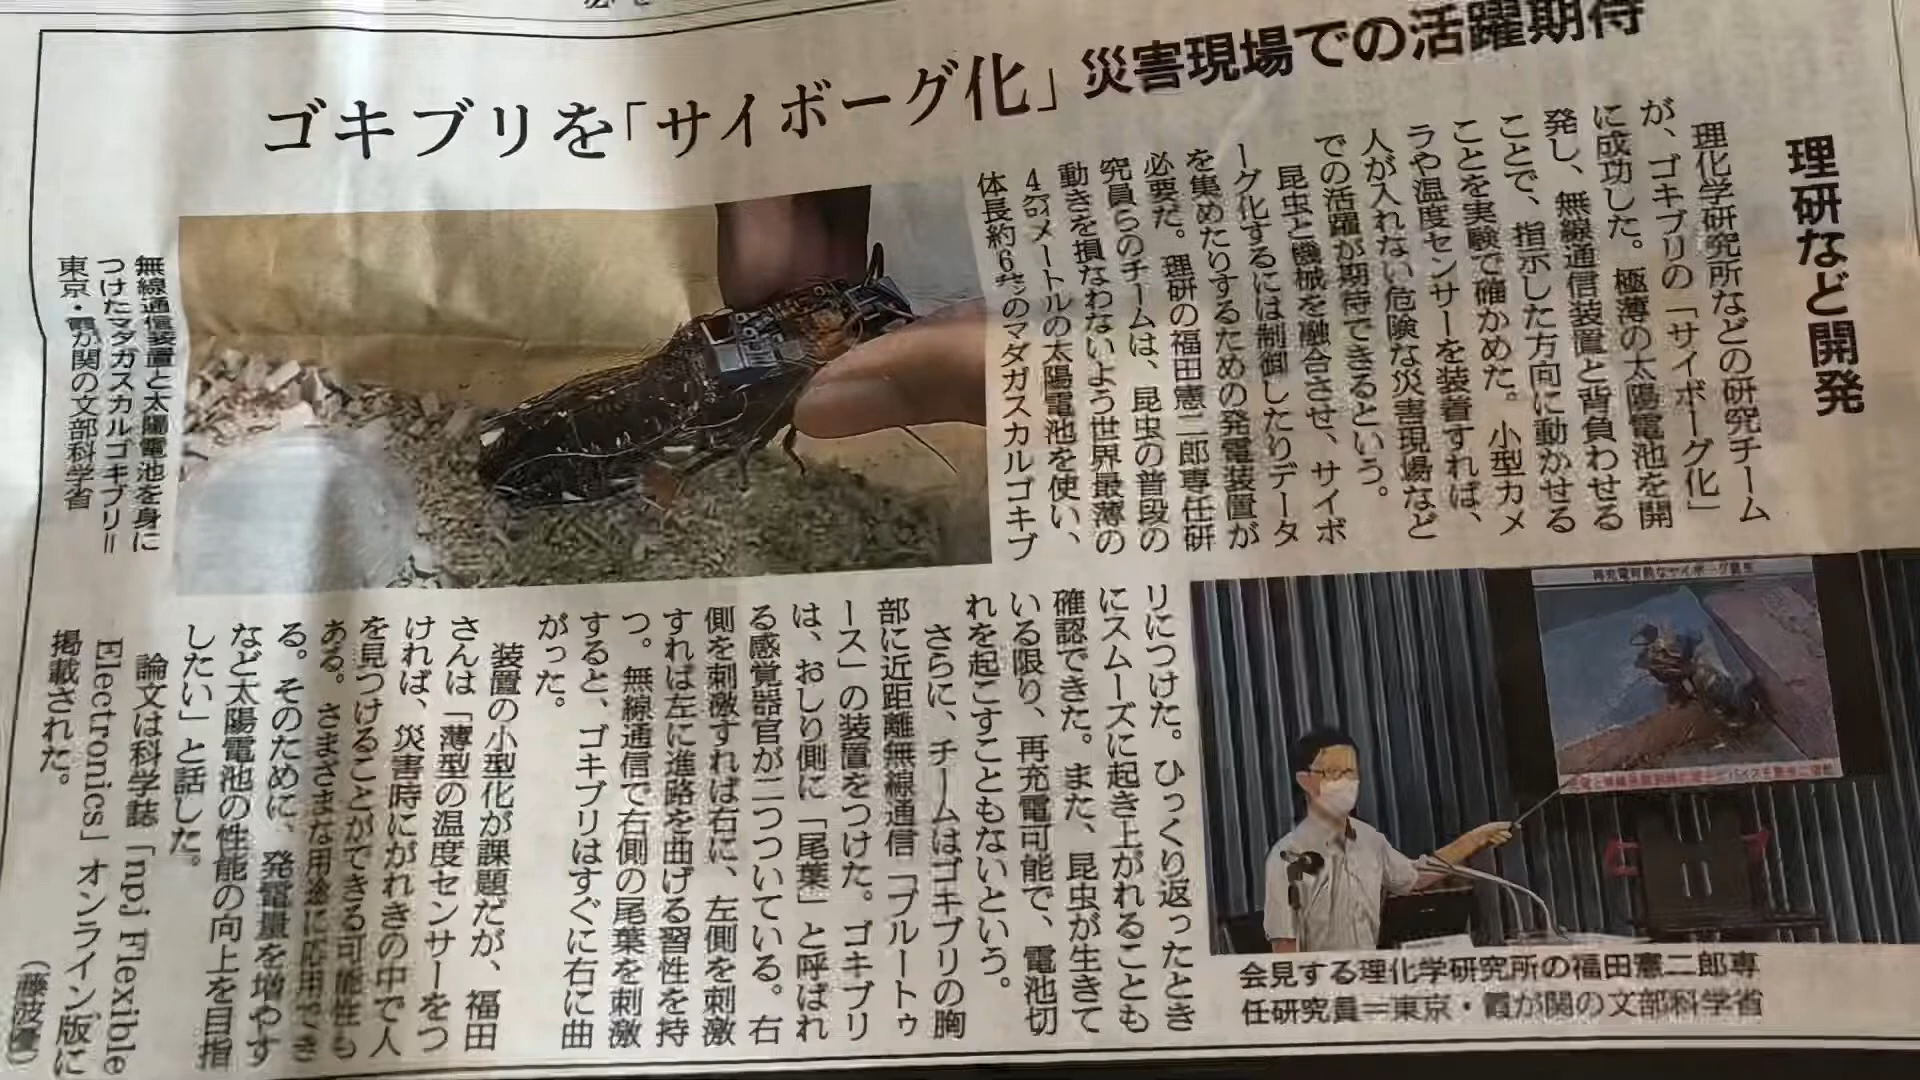 ゴキブリを「サイボーグ化」
災害現場での活躍期待
理研など開発
理化学研究所などの研究チーム
が、ゴキブリの「サイボーグ化」
に成功した。極薄の太陽電池を開
発し、無線通信装置と背負わせる
ことで、指示した方向に動かせる
ことを実験で確かめた。小型カメ
ラや温度センサーを装着すれば、
人が入れない危険な災害現場など
での活躍が期待できるという。
昆虫と機械を融合させ、サイボ
ーグ化するには制御したりデータ
を集めたりするための発電装置が
必要だ。理研の福田憲二郎専任研
究員らのチームは、昆虫の普段の
動きを損なわないよう世界最薄の
4マイクロメートルの太陽電池を使い、
体長約6センチのマダガスカルゴキブ
リにつけた。ひっくり返ったとき
にスムーズに起き上がれることも
確認できた。また、昆虫が生きて
いる限り、再充電可能で、電池切
れを起こすこともないという。
さらに、チームはゴキブリの胸
部に近距離無線通信「ブルートゥ
ース」の装置をつけた。ゴキブリ
は、おしり側に「尾葉」と呼ばれ
る感覚器官が二つついている。右
側を刺激すれば右に、左側を刺激
すれば左に進路を曲げる習性を持
つ。無線通信で右側の尾葉を刺激
すると、ゴキブリはすぐに右に曲
がった。
装置の小型化が課題だが、福田
さんは「薄型の温度センサーをつ
ければ、災害時にがれきの中で人
を見つけることができる可能性も
ある。さまざまな用途に応用でき
る。そのために、発電量を増やす
など太陽電池の性能の向上を目指
したい」と話した。
論文は科学誌「npj Flexible
Electronics」オンライン版に
掲載された。
無線通信装置と太陽電池を身に
つけたマダガスカルゴキブリ=
東京・霞が関の文部科学省
再充電可能なサイボーグ昆虫
会見する理化学研究所の福田憲二郎専
任研究員=東京・霞が関の文部科学省